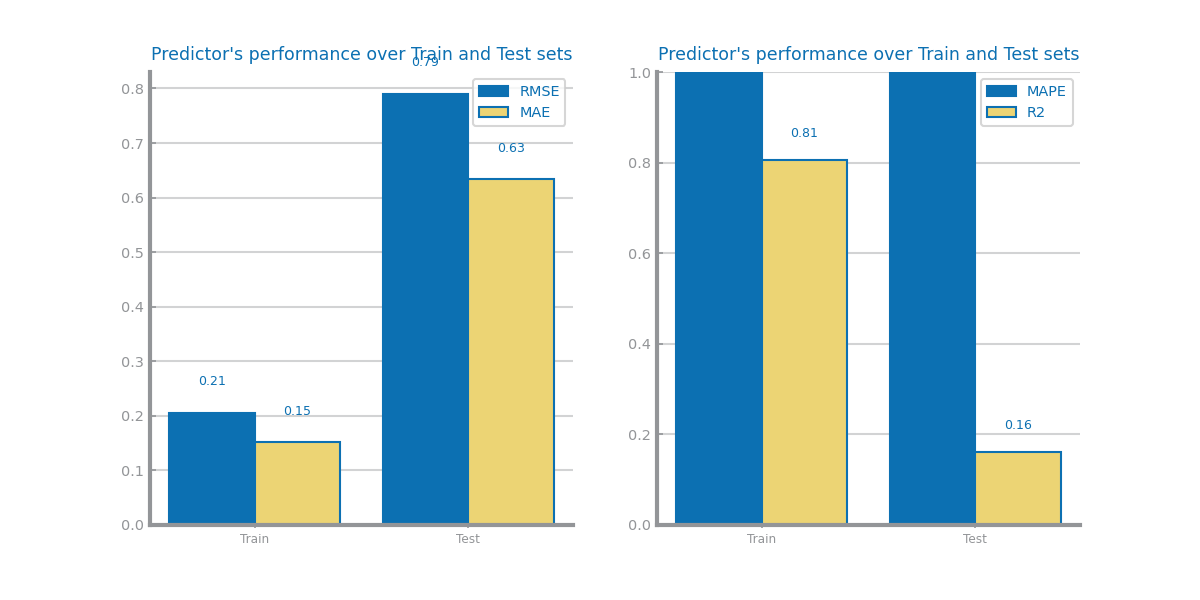 Predictor's performance over Train and Test sets
0.79
RMSE
MAE
0.8
0.7
0.63
0.6
0.5
0.4
0.3
0.21
0.15
0.2
0.1
0.0
Train Test
Predictor's performance over Train and Test sets
MAPE
R2
1.0
0.81
0.8
0.6
0.4
0.16
0.2
0.0
Train Test